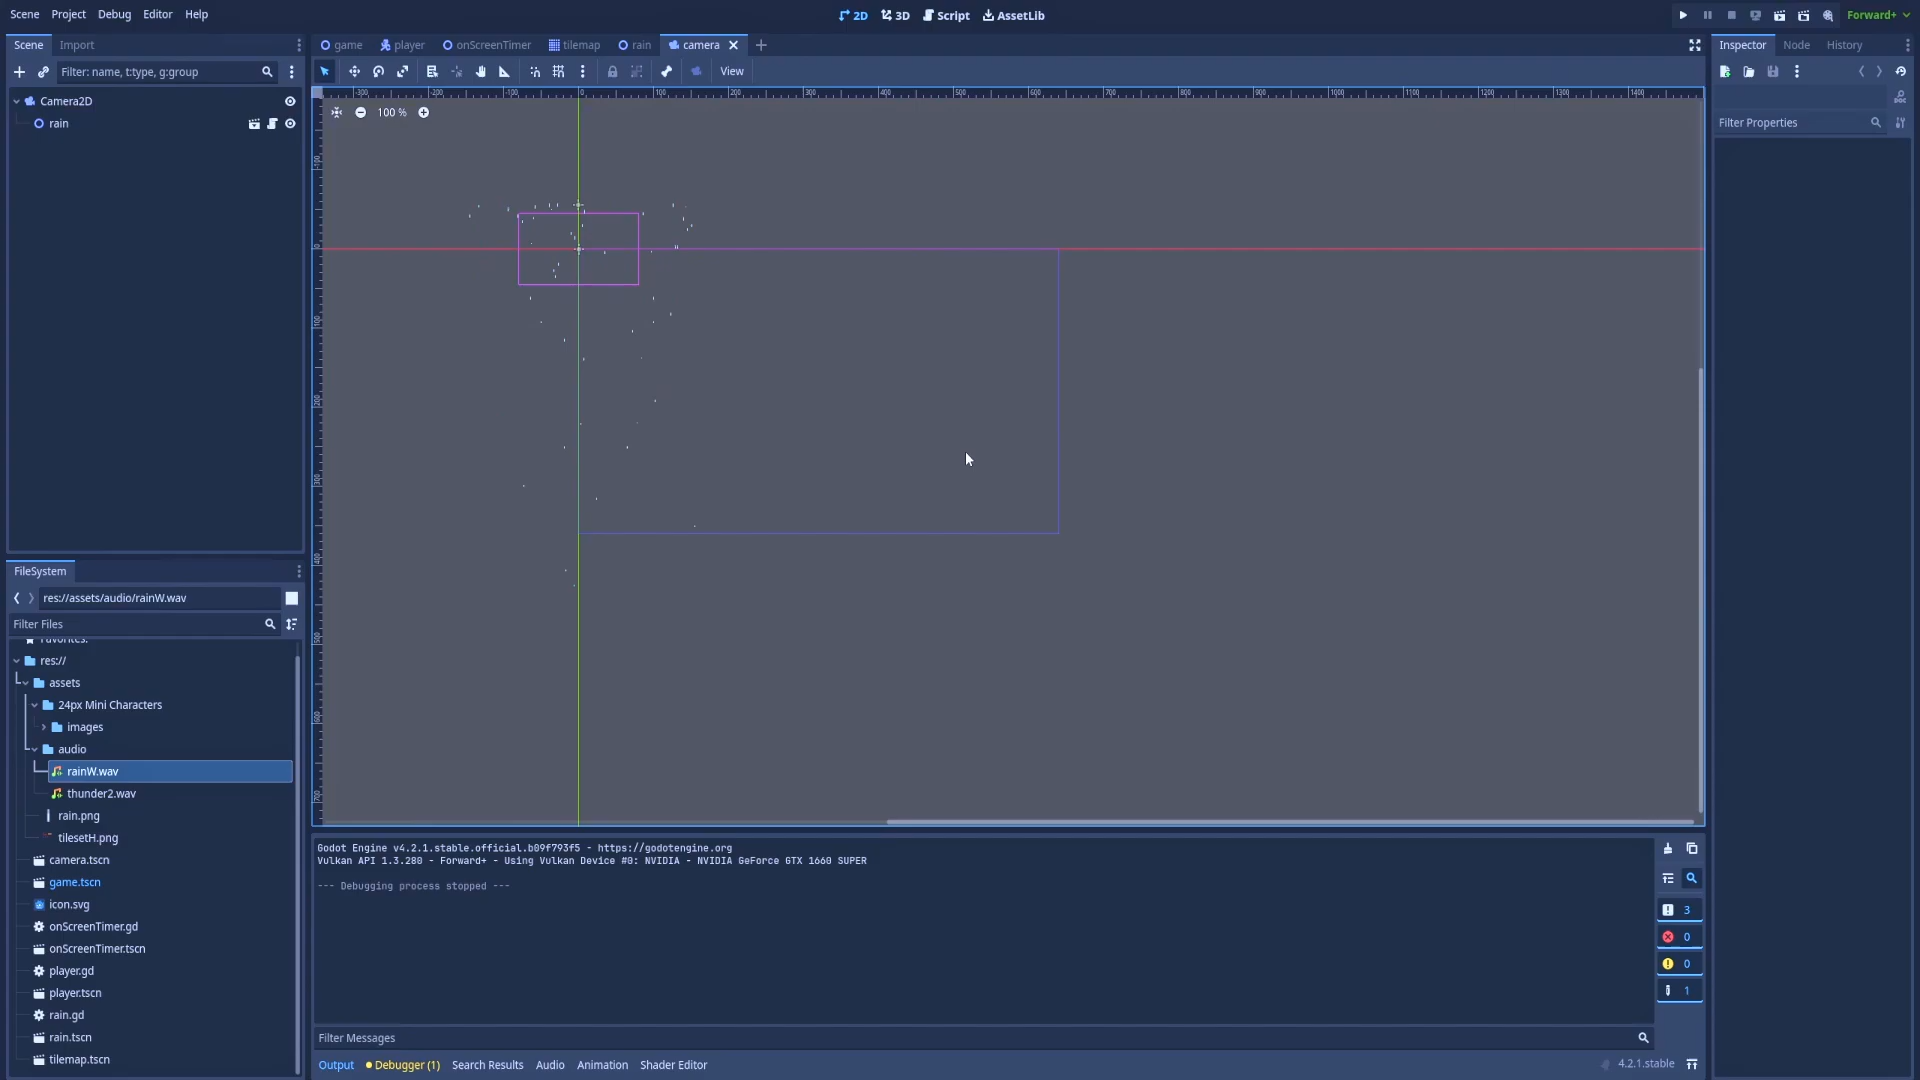 Scene Project Debug Editor Help
2D 3D Script AssetLib
Forward+
Scene Import
Filter: name, t:type, g:group
Camera2D
rain
game player onScreenTimer tilemap rain camera
View
100 %
Inspector Node History
Filter Properties
FileSystem
res://assets/audio/rainW.wav
Filter Files
Favorites:
res://
assets
24px Mini Characters
images
audio
rainW.wav
thunder2.wav
rain.png
tilesetH.png
camera.tscn
game.tscn
icon.svg
onScreenTimer.gd
onScreenTimer.tscn
player.gd
player.tscn
rain.gd
rain.tscn
tilemap.tscn
Godot Engine v4.2.1.stable.official.b09f793f5 - https://godotengine.org
Vulkan API 1.3.280 - Forward+ - Using Vulkan Device #0: NVIDIA - NVIDIA GeForce GTX 1660 SUPER
--- Debugging process stopped ---
3
0
0
1
Filter Messages
Output Debugger (1) Search Results Audio Animation Shader Editor
4.2.1.stable